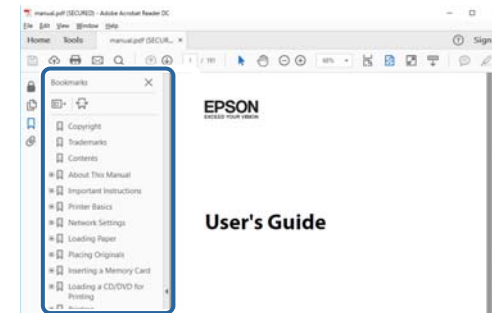 manual.pdf (SECURED) - Adobe Acrobat Reader DC
File Edit View Window Help
Home Tools manual.pdf (SECUR... × Sign
Bookmarks
Copyright
Trademarks
Contents
About This Manual
Important Instructions
Printer Basics
Network Settings
Loading Paper
Placing Originals
Inserting a Memory Card
Loading a CD/DVD for
Printing
EPSON
EXCEED YOUR VISION
User's Guide